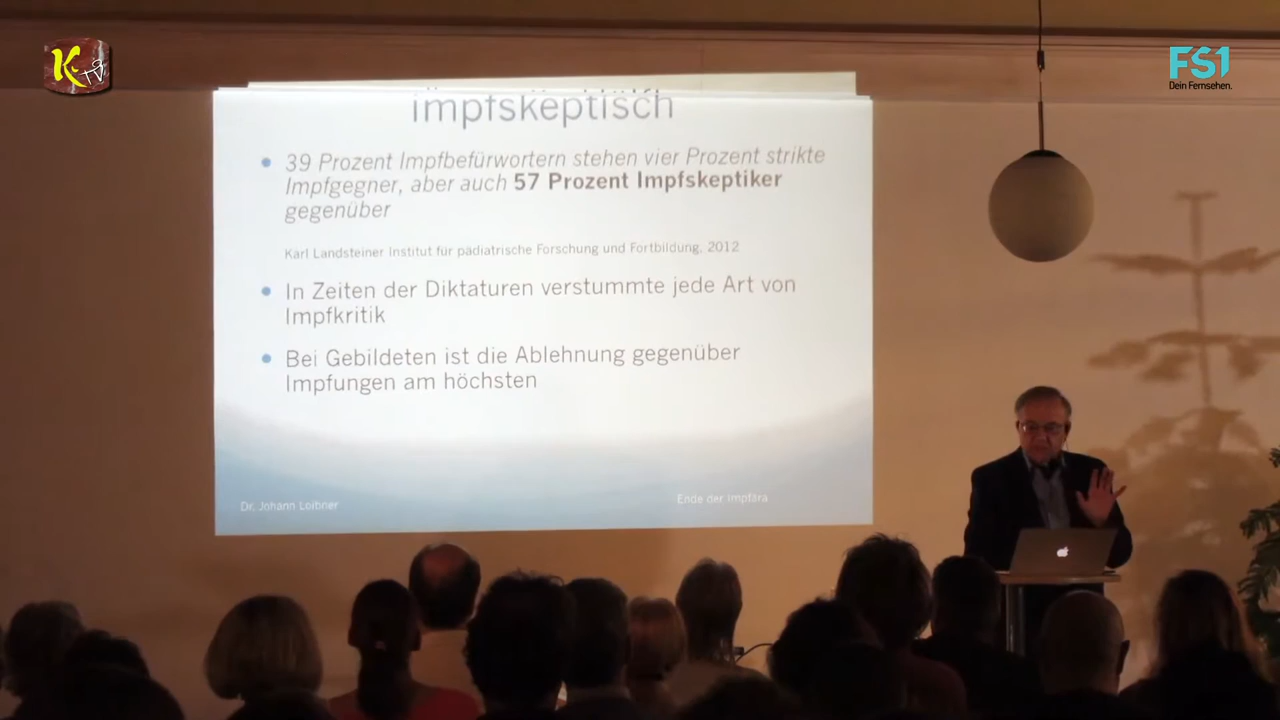 K-tv
FS1
Dein Fernsehen.
impfskeptisch
39 Prozent Impfbefürwortern stehen vier Prozent strikte
Impfgegner, aber auch 57 Prozent Impfskeptiker
gegenüber
Karl Landsteiner Institut für pädiatrische Forschung und Fortbildung, 2012
In Zeiten der Diktaturen verstummte jede Art von
Impfkritik
Bei Gebildeten ist die Ablehnung gegenüber
Impfungen am höchsten
Dr. Johann Loibner
Ende der Impfära